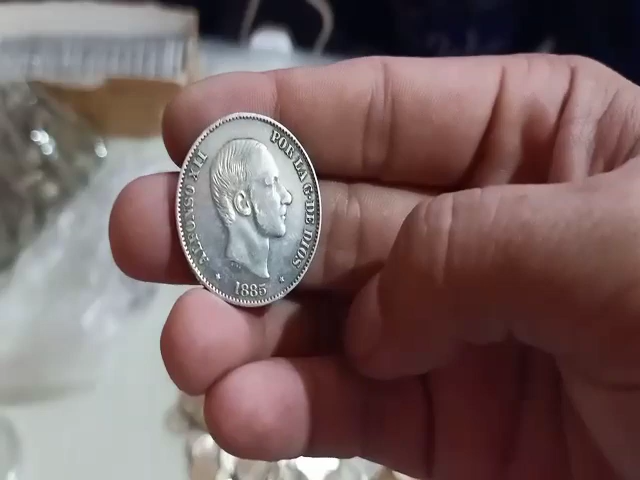 ALFONSO XII
POR LA G. DE DIOS
* 1885 *